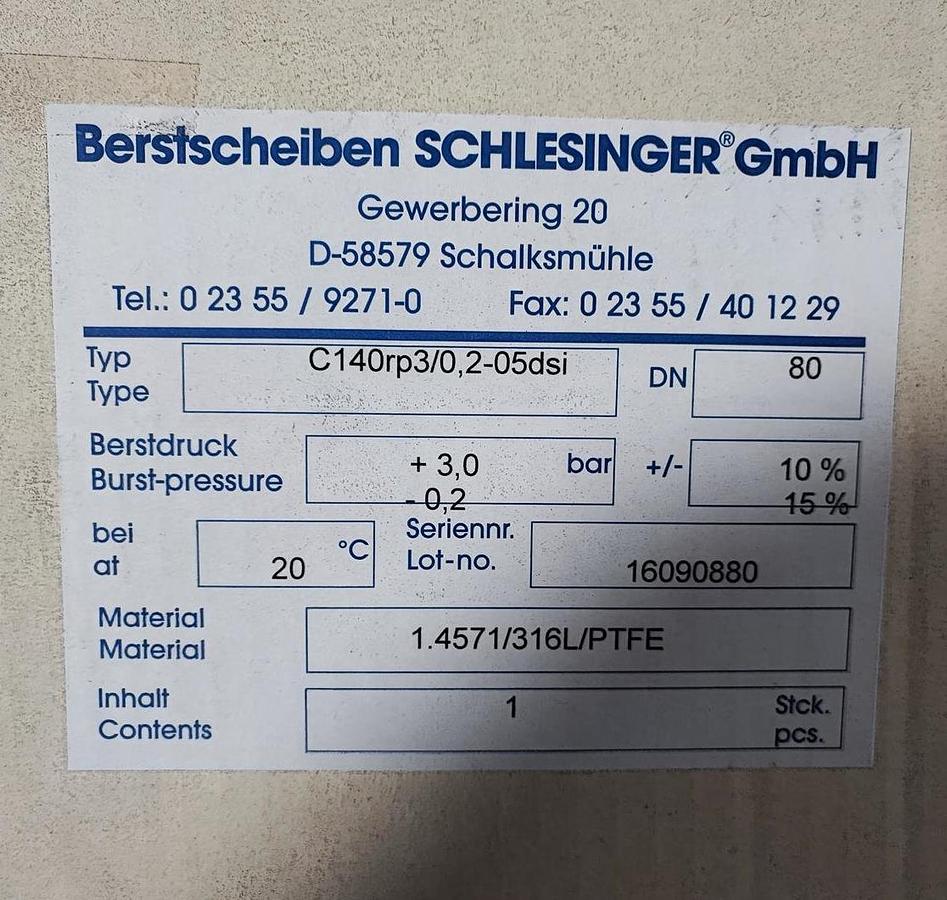 Berstscheiben SCHLESINGER® GmbH
Gewerbering 20
D-58579 Schalksmühle
Tel.: 0 23 55 / 9271-0 Fax: 0 23 55 / 40 12 29
Typ C140rp3/0,2-05dsi DN 80
Type
Berstdruck + 3,0 bar +/- 10 %
Burst-pressure - 0,2 15 %
bei 20 °C Seriennr. 16090880
at Lot-no.
Material 1.4571/316L/PTFE
Material
Inhalt 1 Stck.
Contents pcs.